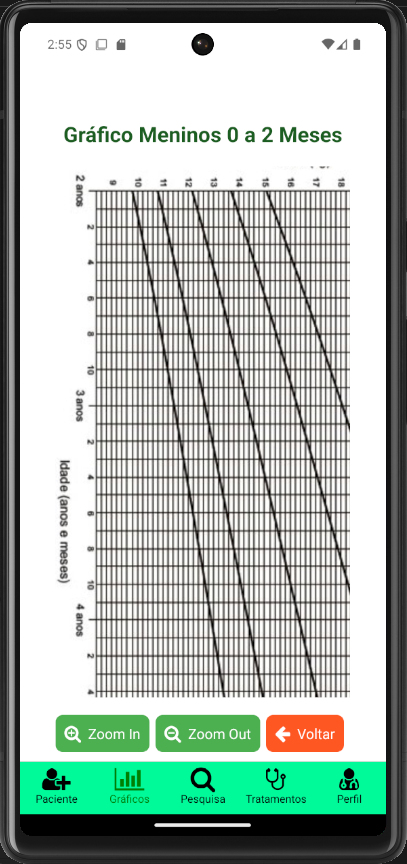 2:55
Gráfico Meninos 0 a 2 Meses
9 10 11 12 13 14 15 16 17 18
2 anos
2
4
6
8
10
3 anos
2
4
6
8
10
4 anos
2
4
Idade (anos e meses)
Zoom In Zoom Out Voltar
Paciente Gráficos Pesquisa Tratamentos Perfil